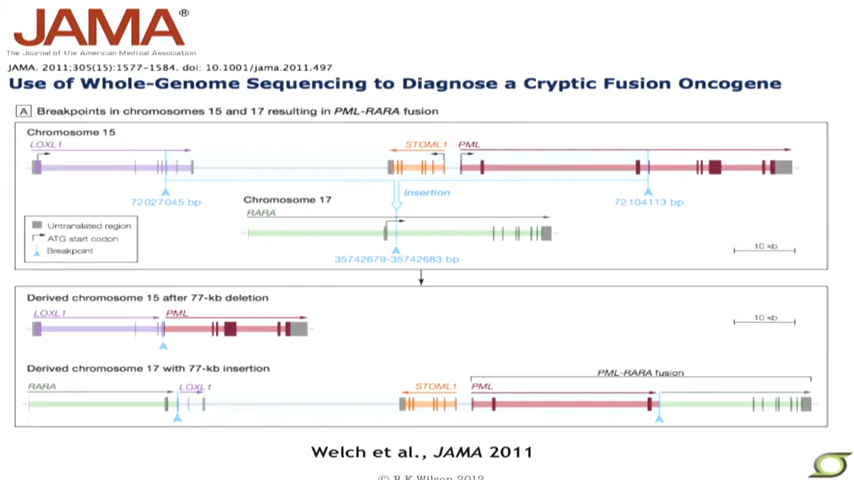 JAMA®
The Journal of the American Medical Association
JAMA. 2011;305(15):1577-1584. doi: 10.1001/jama.2011.497
Use of Whole-Genome Sequencing to Diagnose a Cryptic Fusion Oncogene
A Breakpoints in chromosomes 15 and 17 resulting in PML-RARA fusion
Chromosome 15
LOXL1 STOML1 PML
Insertion
72027045 bp 72104113 bp
Chromosome 17
RARA
Untranslated region
ATG start codon
Breakpoint
10 kb
35742679-35742683 bp
Derived chromosome 15 after 77-kb deletion
LOXL1 PML
10 kb
Derived chromosome 17 with 77-kb insertion
PML-RARA fusion
RARA LOXL1 STOML1 PML
Welch et al., JAMA 2011
© R K Wilson 2012